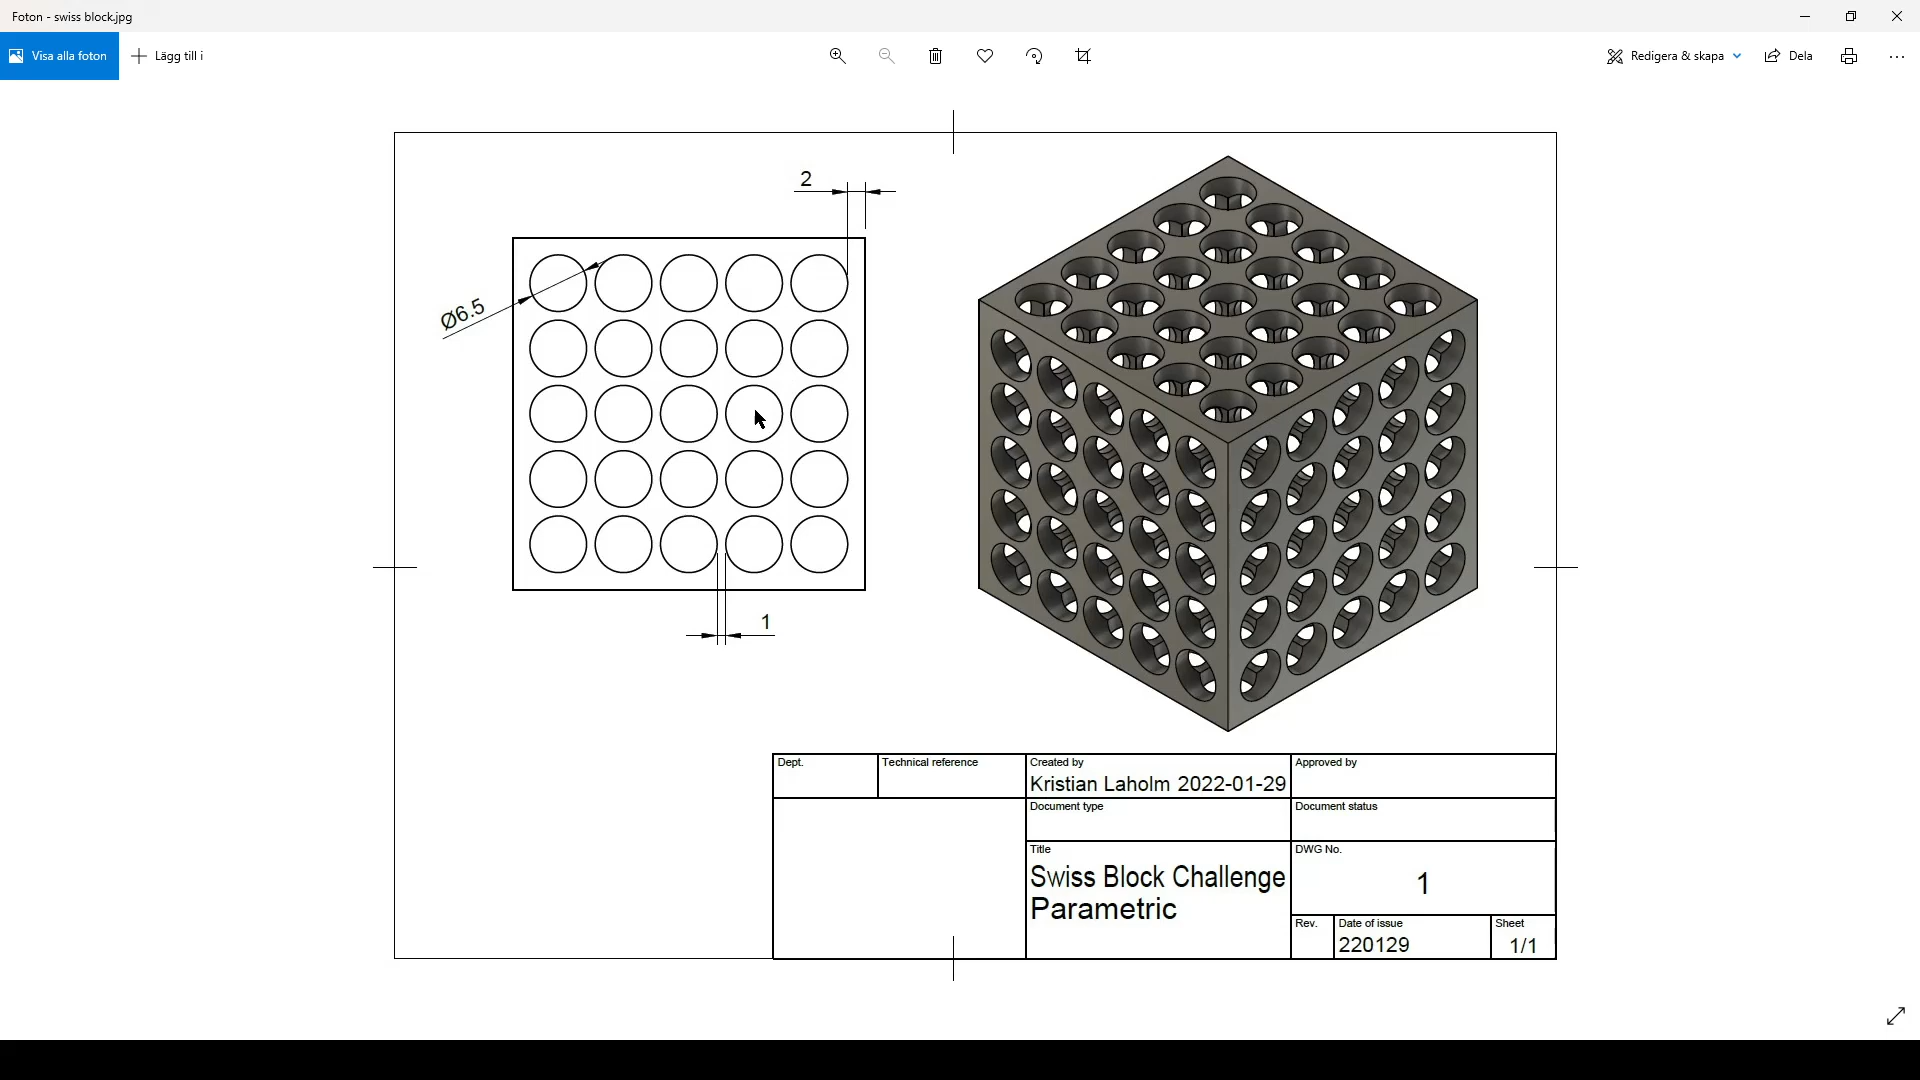 Foton - swiss block.jpg
Visa alla foton
Lägg till i
Redigera & skapa
Dela
2
Ø6.5
1
Dept.
Technical reference
Created by
Approved by
Kristian Laholm 2022-01-29
Document type
Document status
Title
DWG No.
Swiss Block Challenge
Parametric
1
Rev.
Date of issue
Sheet
220129
1/1